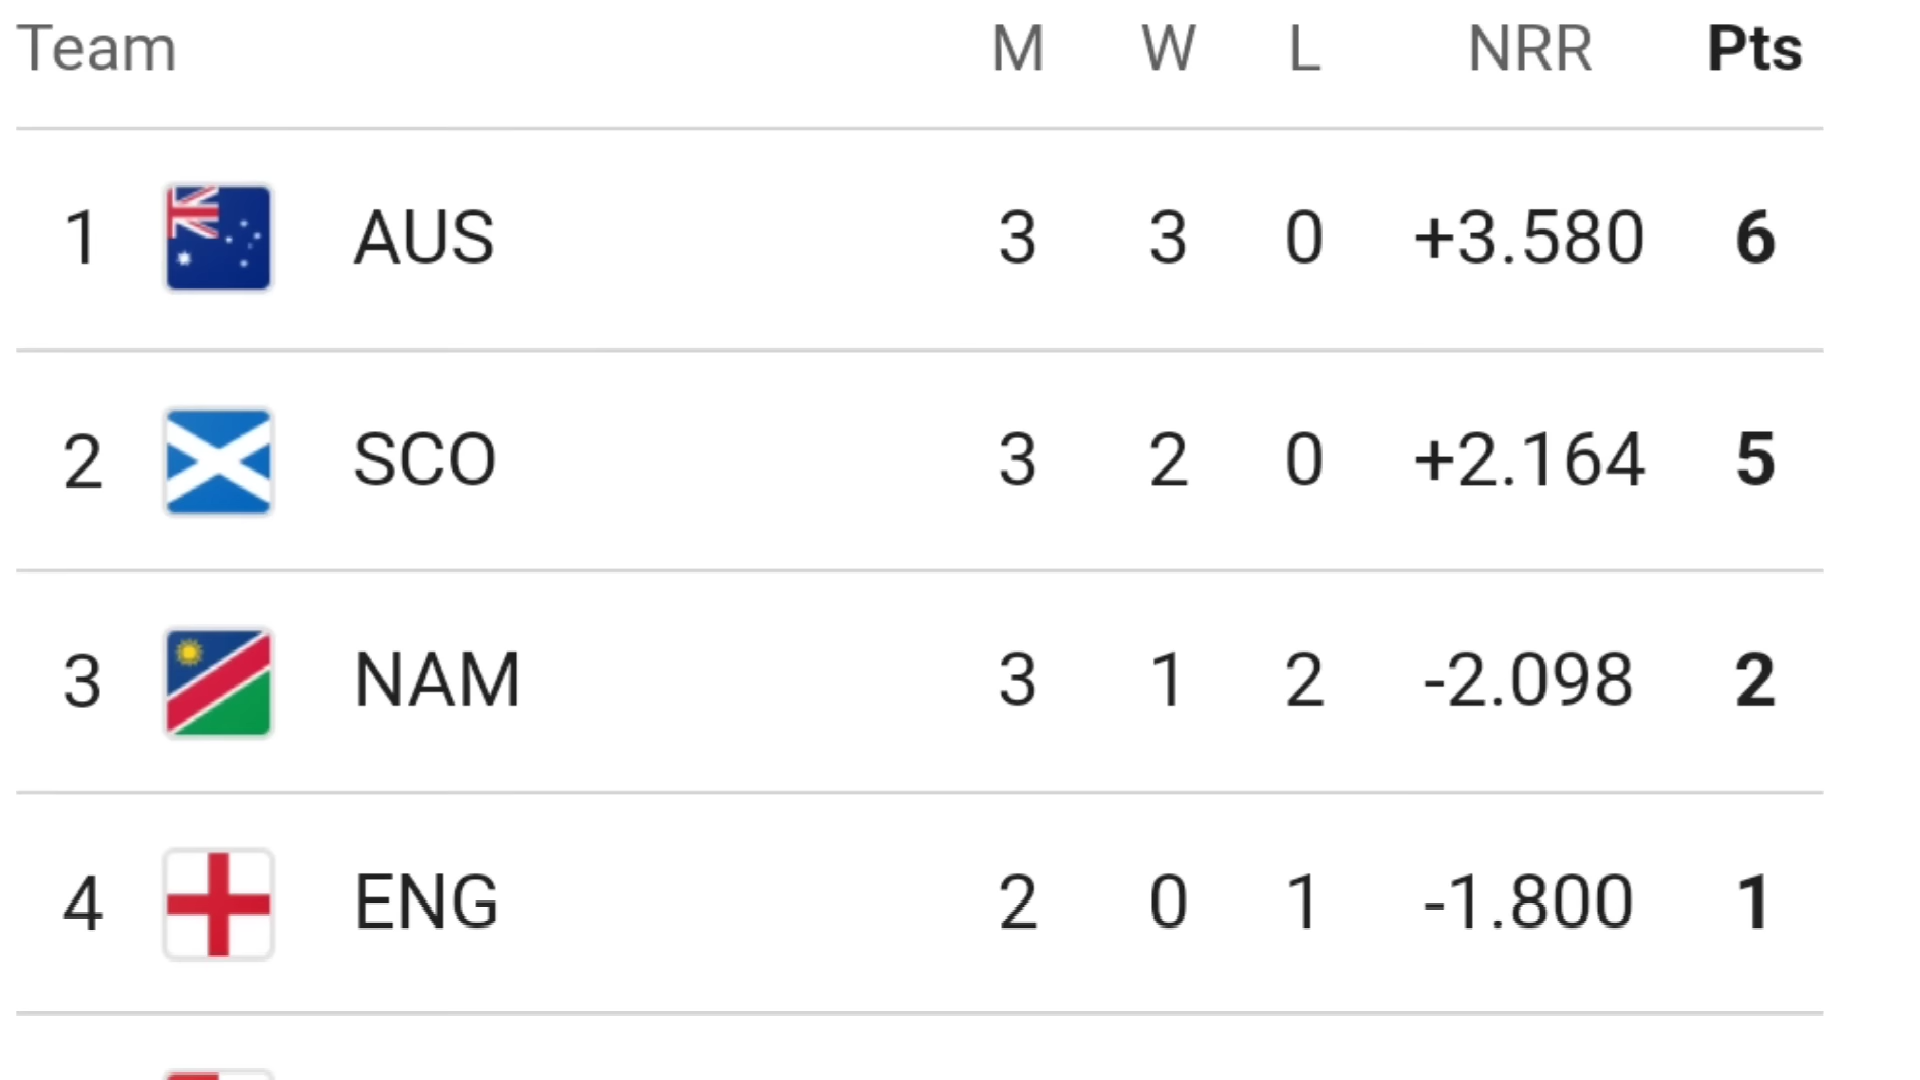 Team M W L NRR Pts
1 AUS 3 3 0 +3.580 6
2 SCO 3 2 0 +2.164 5
3 NAM 3 1 2 -2.098 2
4 ENG 2 0 1 -1.800 1